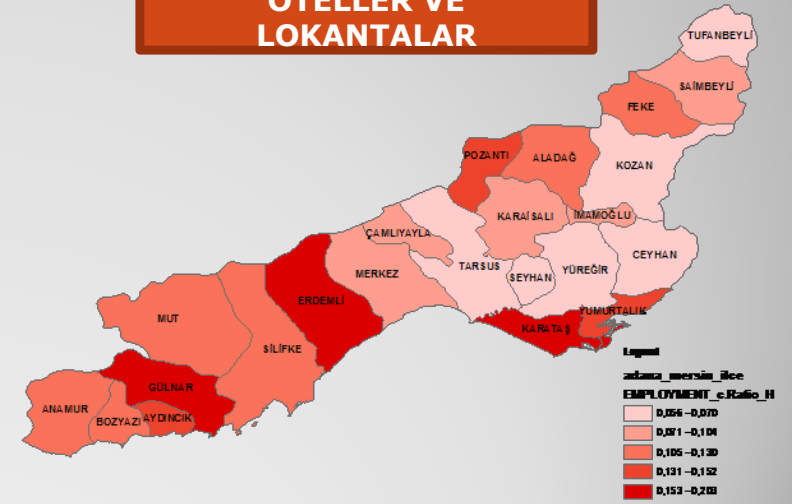 OTELLER VE
LOKANTALAR
TUFANBEYLİ
SAİMBEYLİ
FEKE
POZANTI
ALADAĞ
KOZAN
KARAİSALI
İMAMOĞLU
ÇAMLIYAYLA
MERKEZ
TARSUS
SEYHAN
YÜREĞİR
CEYHAN
ERDEMLİ
YUMURTALIK
KARATAŞ
MUT
SİLİFKE
GÜLNAR
ANAMUR
BOZYAZI
AYDINCIK
Legend
adana_mersin_ilce
EMPLOYMENT_c.Ratio_H
0,056 – 0,070
0,071 – 0,104
0,105 – 0,130
0,131 – 0,152
0,153 – 0,203